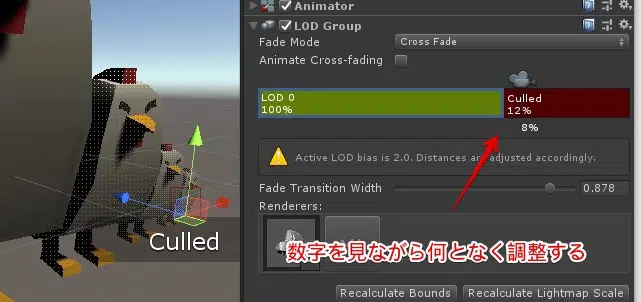 Animator
LOD Group
Fade Mode
Cross Fade
Animate Cross-fading
LOD 0
100%
Culled
12%
8%
Active LOD bias is 2.0. Distances are adjusted accordingly.
Fade Transition Width
0.878
Renderers:
数字を見ながら何となく調整する
Culled
Recalculate Bounds
Recalculate Lightmap Scale